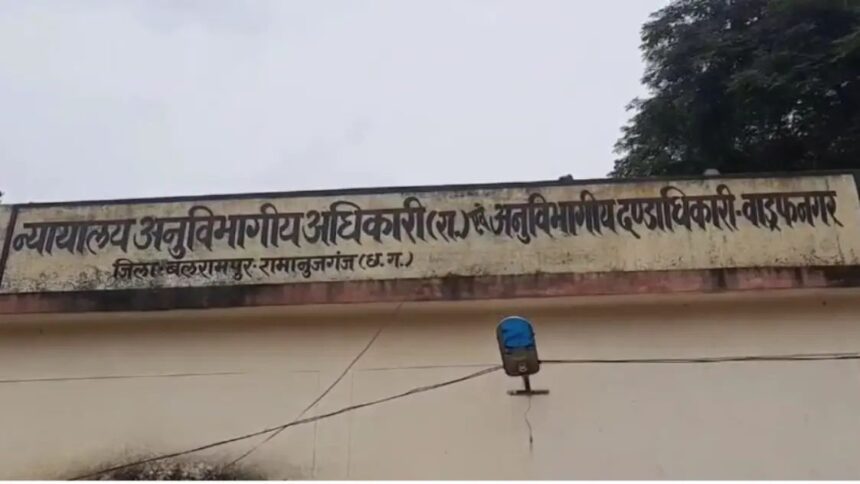 न्यायालय अनुविभागीय अधिकारी (रा.) एवं अनुविभागीय दण्डाधिकारी-वाड्रफनगर
जिला-बलरामपुर-रामानुजगंज (छ.ग.)